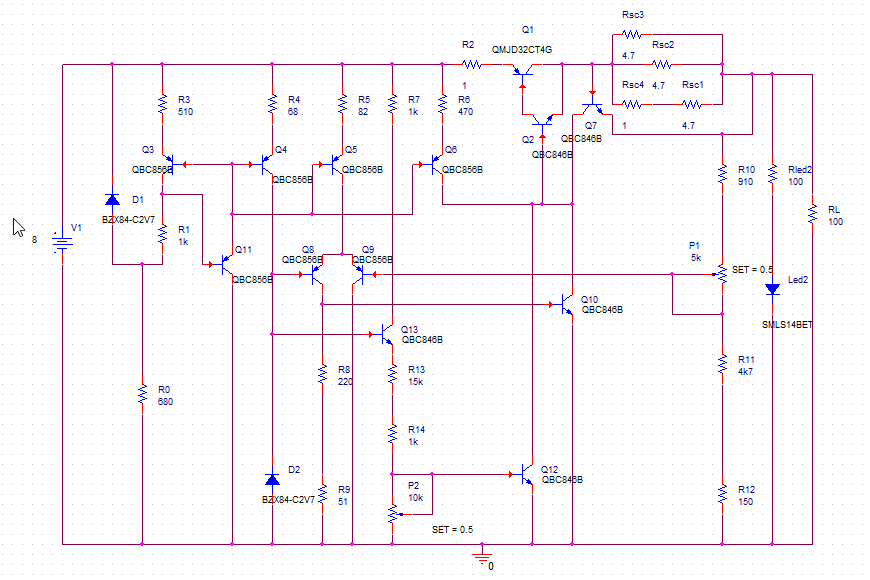 Rsc3
4.7
Q1
QMJD32CT4G
R2
1
Rsc2
4.7
Rsc4
1
Rsc1
4.7
R3
510
R4
68
R5
82
R7
1k
R6
470
Q2
QBC846B
Q7
QBC846B
Q3
QBC856B
Q4
QBC856B
Q5
QBC856B
Q6
QBC856B
R10
910
Rled2
100
RL
100
D1
BZX84-C2V7
R1
1k
V1
8
Q11
QBC856B
Q8
QBC856B
Q9
QBC856B
P1
5k
SET = 0.5
Led2
SMLS14BET
Q10
QBC846B
Q13
QBC846B
R0
680
R8
220
R13
15k
R11
4k7
R14
1k
D2
BZX84-C2V7
R9
51
P2
10k
SET = 0.5
Q12
QBC846B
R12
150
0